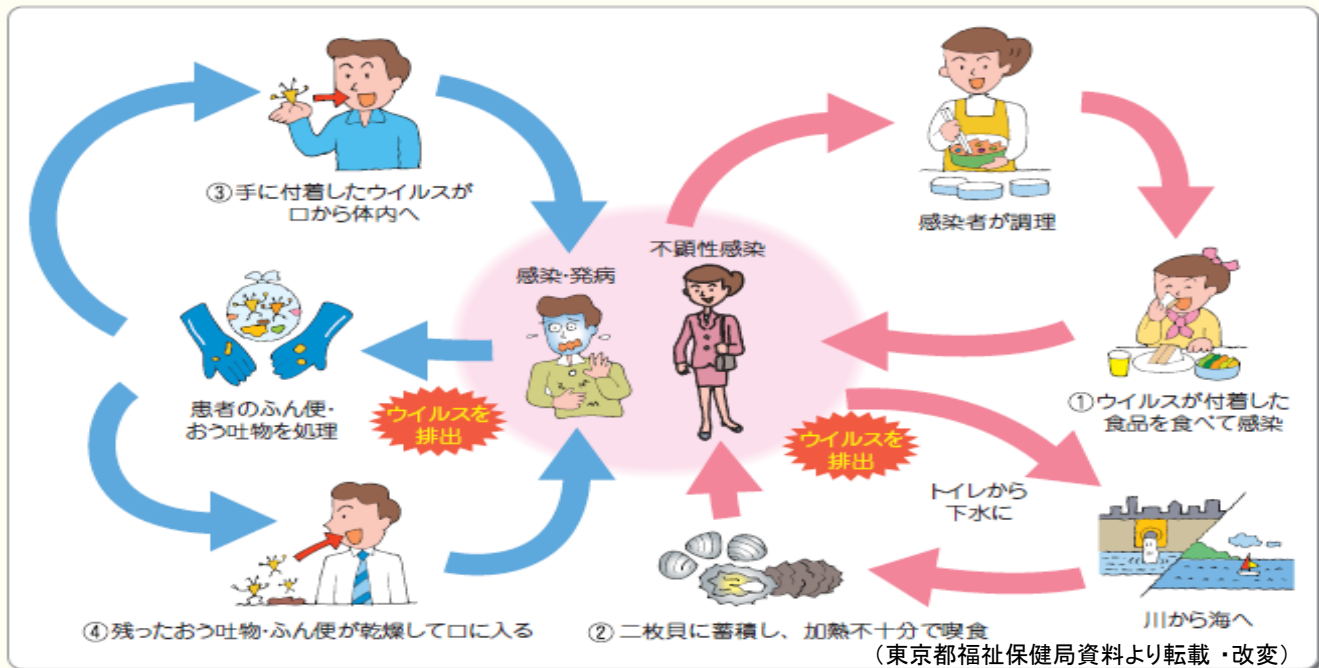 ③手に付着したウイルスが
口から体内へ
感染者が調理
不顕性感染
感染・発病
患者のふん便・
おう吐物を処理
ウイルスを
排出
ウイルスを
排出
①ウイルスが付着した
食品を食べて感染
トイレから
下水に
川から海へ
④残ったおう吐物・ふん便が乾燥して口に入る
②二枚貝に蓄積し、加熱不十分で喫食
（東京都福祉保健局資料より転載・改変）